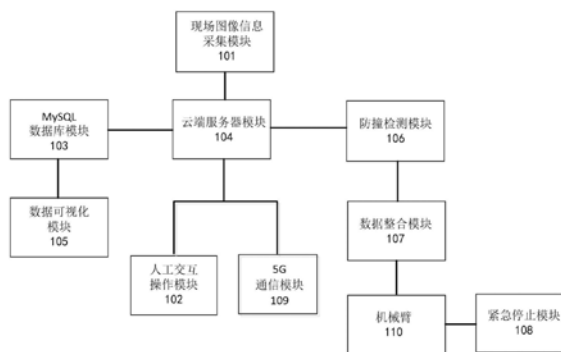 现场图像信息
采集模块
101
MySQL
数据库模块
103
云端服务器模块
104
防撞检测模块
106
数据可视化
模块
105
数据整合模块
107
人工交互
操作模块
102
5G
通信模块
109
机械臂
110
紧急停止模块
108